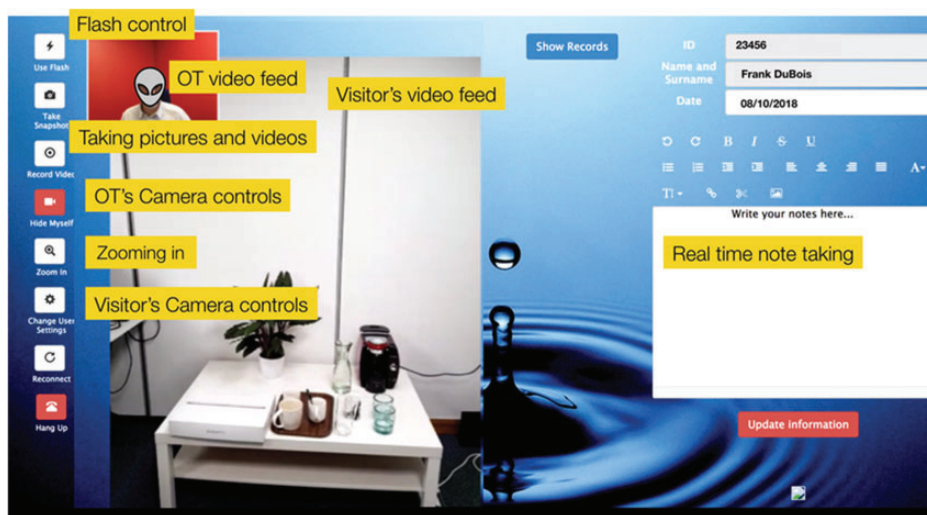 Flash control
Use Flash
OT video feed
Visitor's video feed
Take
Snapshot
Taking pictures and videos
Record Video
OT's Camera controls
Hide Myself
Zooming in
Zoom In
Visitor's Camera controls
Change User
Settings
Reconnect
Hang Up
Show Records
ID
23456
Name and
Surname
Frank DuBois
Date
08/10/2018
B I S U
A
T
Write your notes here...
Real time note taking
Update information